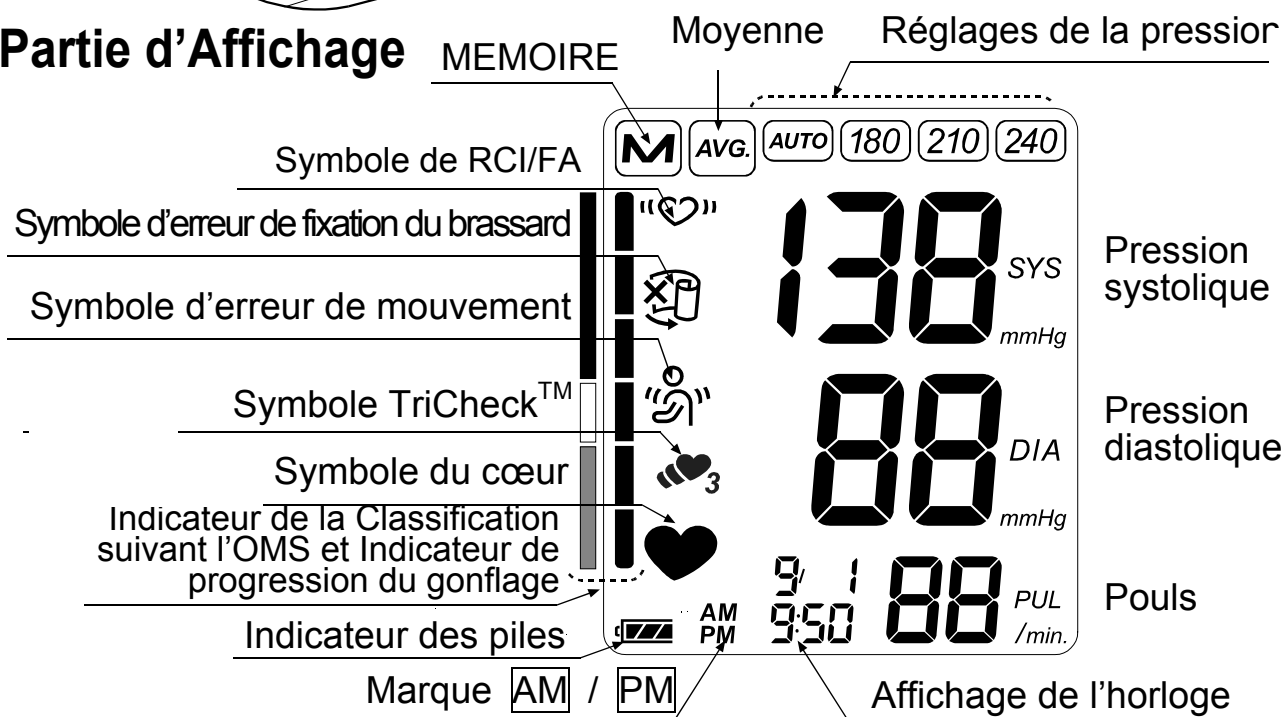 Partie d’Affichage
MEMOIRE
Moyenne
Réglages de la pression
M AVG. AUTO 180 210 240
Symbole de RCI/FA
Symbole d’erreur de fixation du brassard
Symbole d’erreur de mouvement
Symbole TriCheck™
Symbole du cœur
Indicateur de la Classification
suivant l’OMS et Indicateur de
progression du gonflage
Indicateur des piles
Marque AM / PM
138 SYS
mmHg
88 DIA
mmHg
3
9/ 1
9:50
88 PUL
/min.
AM
PM
Pression
systolique
Pression
diastolique
Pouls
Affichage de l’horloge